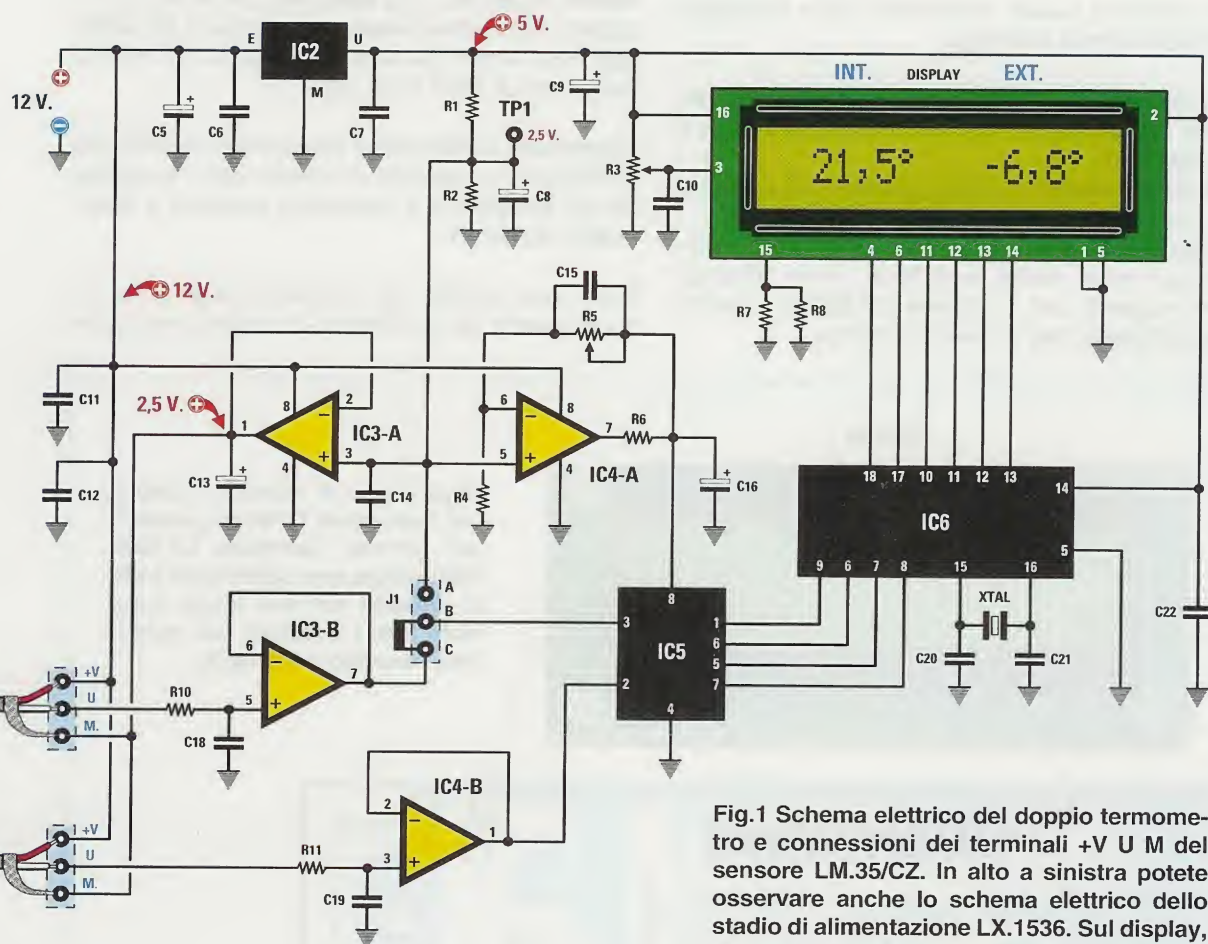 E
IC2
U
M
5 V.
12 V.
C5
C6
C7
R1
C9
TP1
2,5 V.
R2
C8
R3
C10
INT. DISPLAY EXT.
16
2
3
21,5° -6,8°
15
4
6
11
12
13
14
1
5
R7
R8
12 V.
C15
R5
C11
2,5 V.
1
8
2
IC3-A
4
3
C12
C13
C14
6
8
IC4-A
7
R6
5
4
R4
C16
18
17
10
11
12
13
IC6
14
5
9
6
7
8
15
16
XTAL
C20
C21
C22
J1
A
B
C
IC3-B
6
7
5
8
3
IC5
1
6
5
7
2
4
+V
U
M.
R10
C18
IC4-B
2
1
3
+V
U
M.
R11
C19
Fig.1 Schema elettrico del doppio termome-
tro e connessioni dei terminali +V U M del
sensore LM.35/CZ. In alto a sinistra potete
osservare anche lo schema elettrico dello
stadio di alimentazione LX.1536. Sul display,